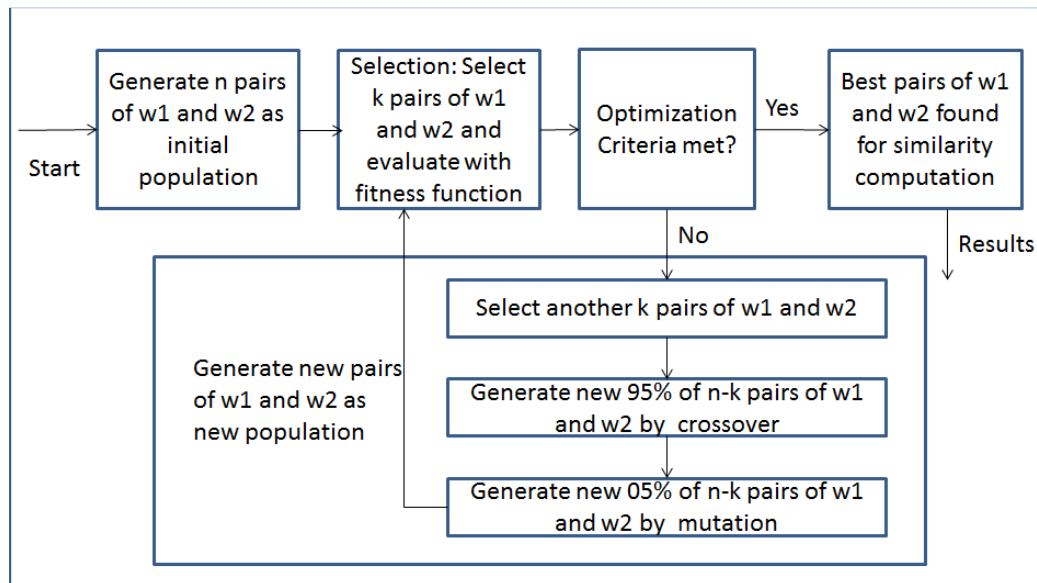 Start
Generate n pairs
of w1 and w2 as
initial
population
Selection: Select
k pairs of w1
and w2 and
evaluate with
fitness function
Optimization
Criteria met?
Yes
Best pairs of w1
and w2 found
for similarity
computation
Results
No
Select another k pairs of w1 and w2
Generate new 95% of n-k pairs of w1
and w2 by crossover
Generate new 05% of n-k pairs of w1
and w2 by mutation
Generate new pairs
of w1 and w2 as
new population